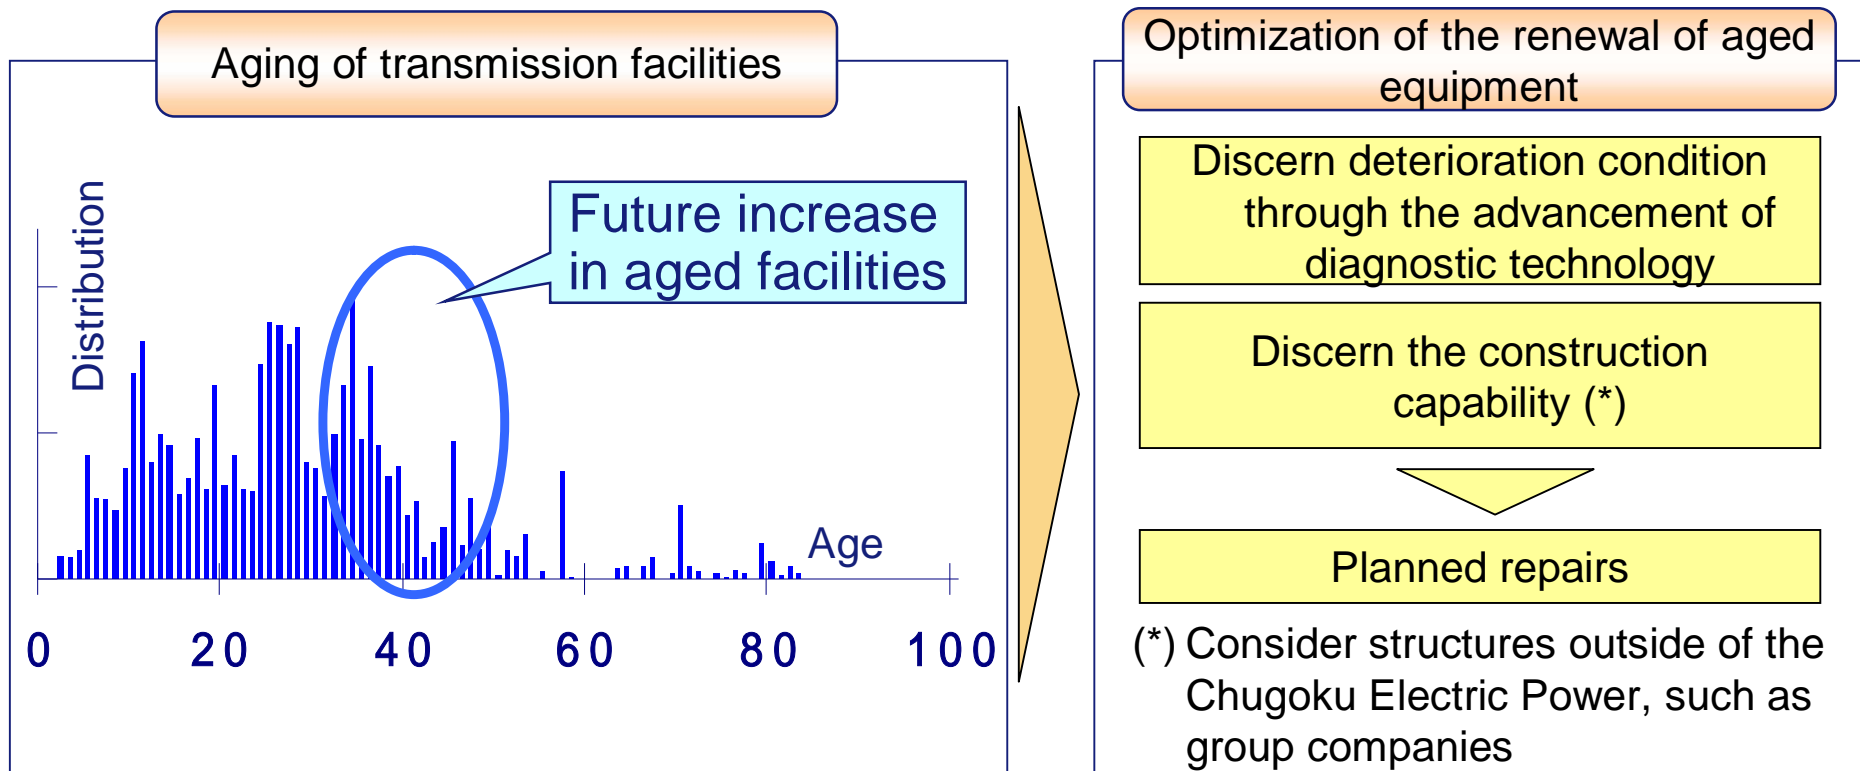 Aging of transmission facilities
Distribution
Future increase
in aged facilities
Age
0 20 40 60 80 100
Optimization of the renewal of aged
equipment
Discern deterioration condition
through the advancement of
diagnostic technology
Discern the construction
capability (*)
Planned repairs
(*) Consider structures outside of the
Chugoku Electric Power, such as
group companies